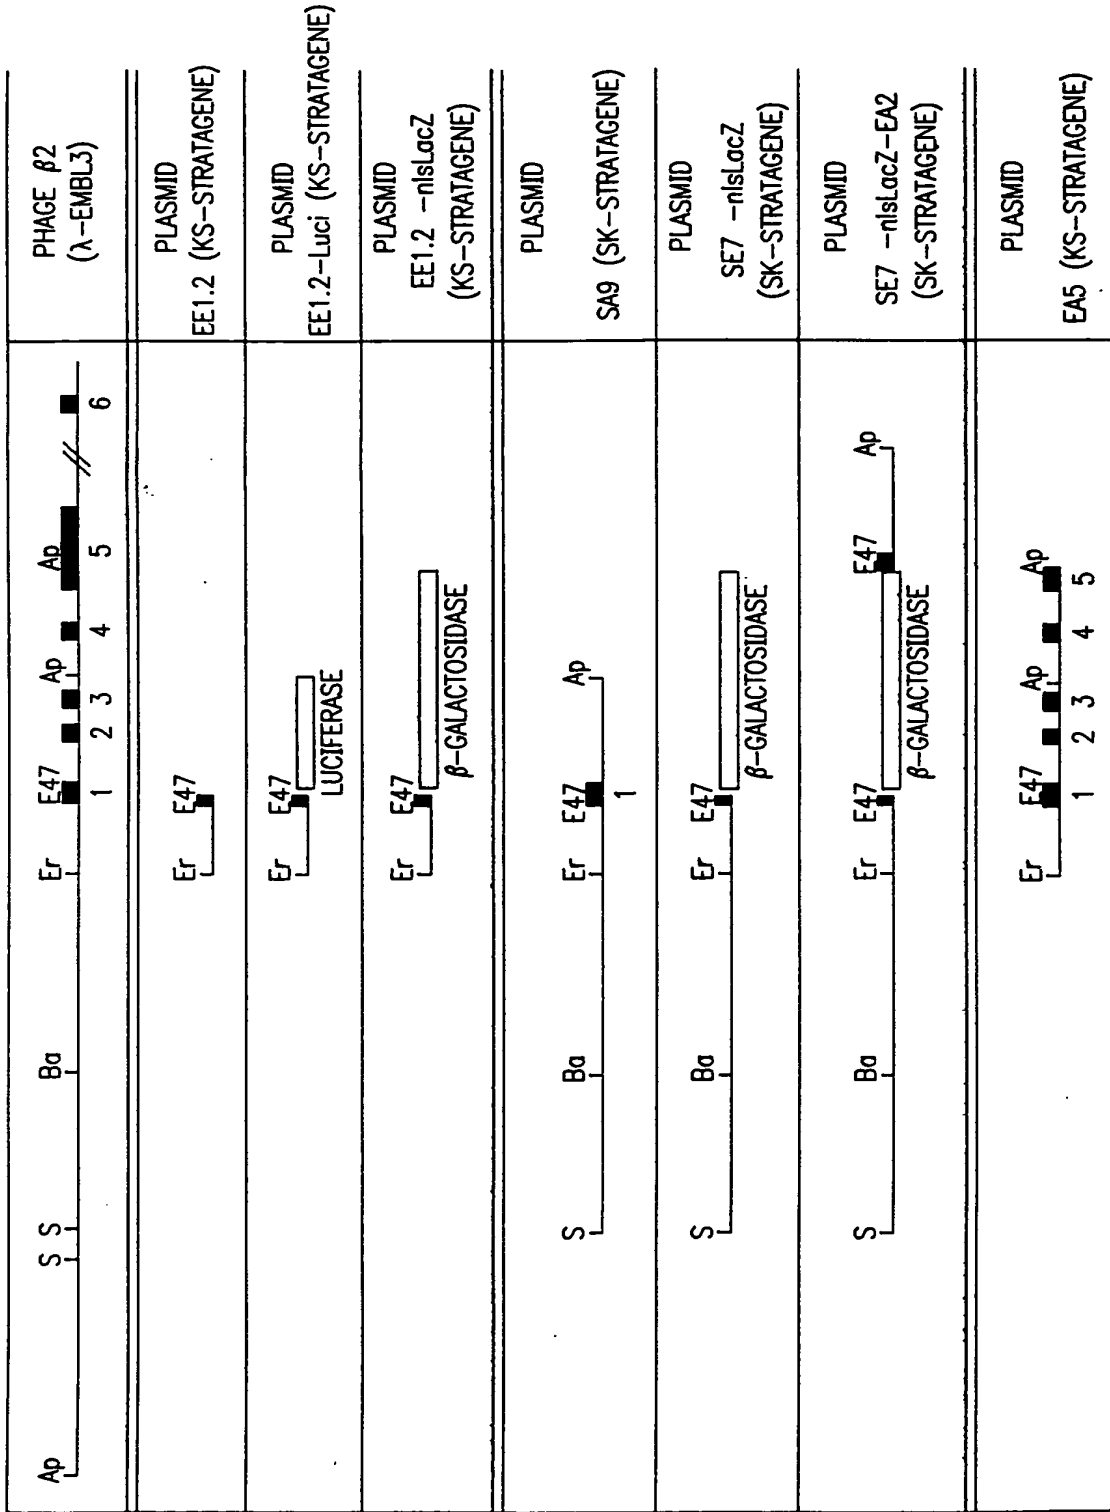 Ap
S S
Ba
Er
E47
Ap
Ap
1 2 3 4 5 6
PHAGE β2
(λ-EMBL3)
Er
E47
PLASMID
EE1.2 (KS-STRATAGENE)
Er
E47
LUCIFERASE
PLASMID
EE1.2-Luci (KS-STRATAGENE)
Er
E47
β-GALACTOSIDASE
PLASMID
EE1.2 -nlsLacZ
(KS-STRATAGENE)
S
Ba
Er
E47
Ap
1
PLASMID
SA9 (SK-STRATAGENE)
S
Ba
Er
E47
β-GALACTOSIDASE
PLASMID
SE7 -nlsLacZ
(SK-STRATAGENE)
S
Ba
Er
E47
E47
Ap
β-GALACTOSIDASE
PLASMID
SE7 -nlsLacZ-EA2
(SK-STRATAGENE)
Er
E47
Ap
Ap
1 2 3 4 5
PLASMID
EA5 (KS-STRATAGENE)